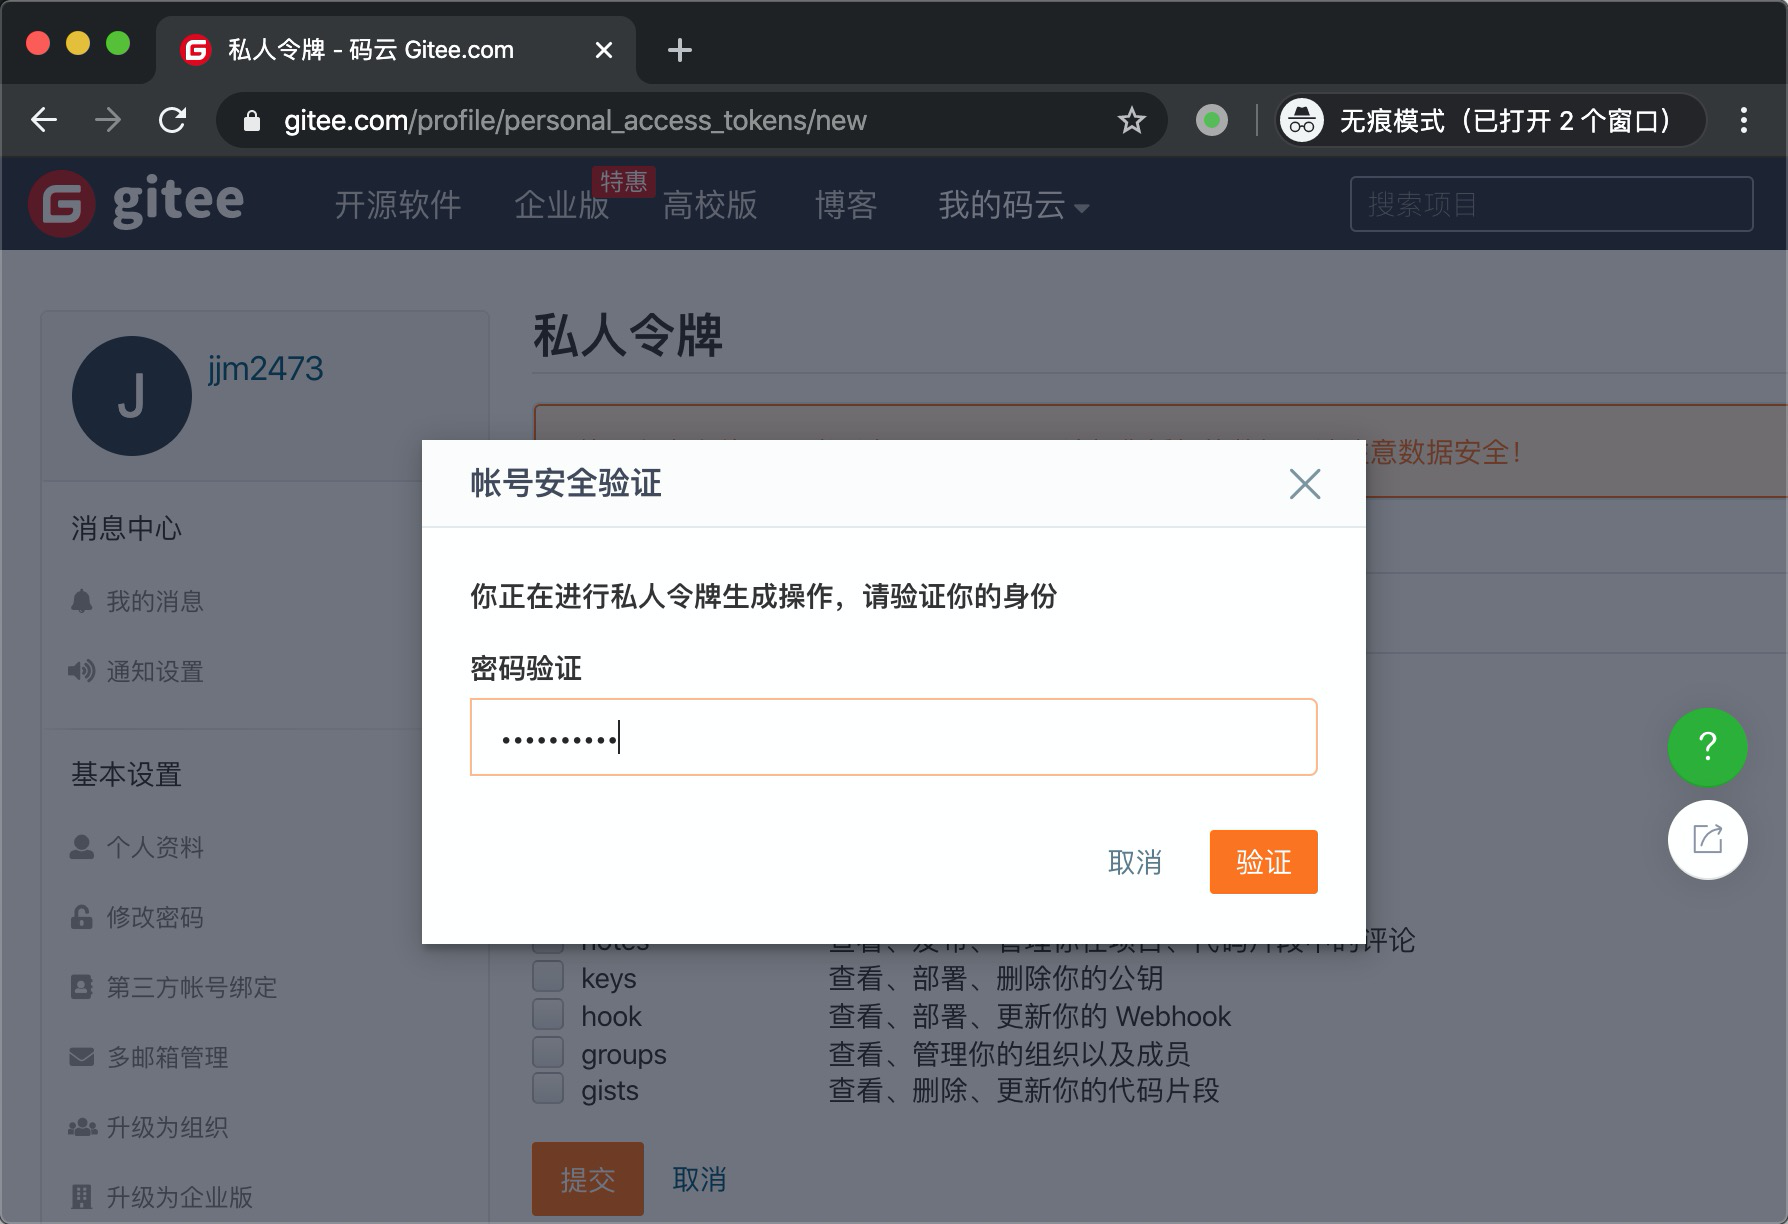 私人令牌 - 码云 Gitee.com
gitee.com/profile/personal_access_tokens/new
无痕模式（已打开 2 个窗口）
gitee
开源软件
企业版
特惠
高校版
博客
我的码云
搜索项目
J
jjm2473
消息中心
我的消息
通知设置
基本设置
个人资料
修改密码
第三方帐号绑定
多邮箱管理
升级为组织
升级为企业版
私人令牌
意数据安全！
帐号安全验证
你正在进行私人令牌生成操作，请验证你的身份
密码验证
••••••••••
取消
验证
notes
评论
keys 查看、部署、删除你的公钥
hook 查看、部署、更新你的 Webhook
groups 查看、管理你的组织以及成员
gists 查看、删除、更新你的代码片段
提交
取消
?